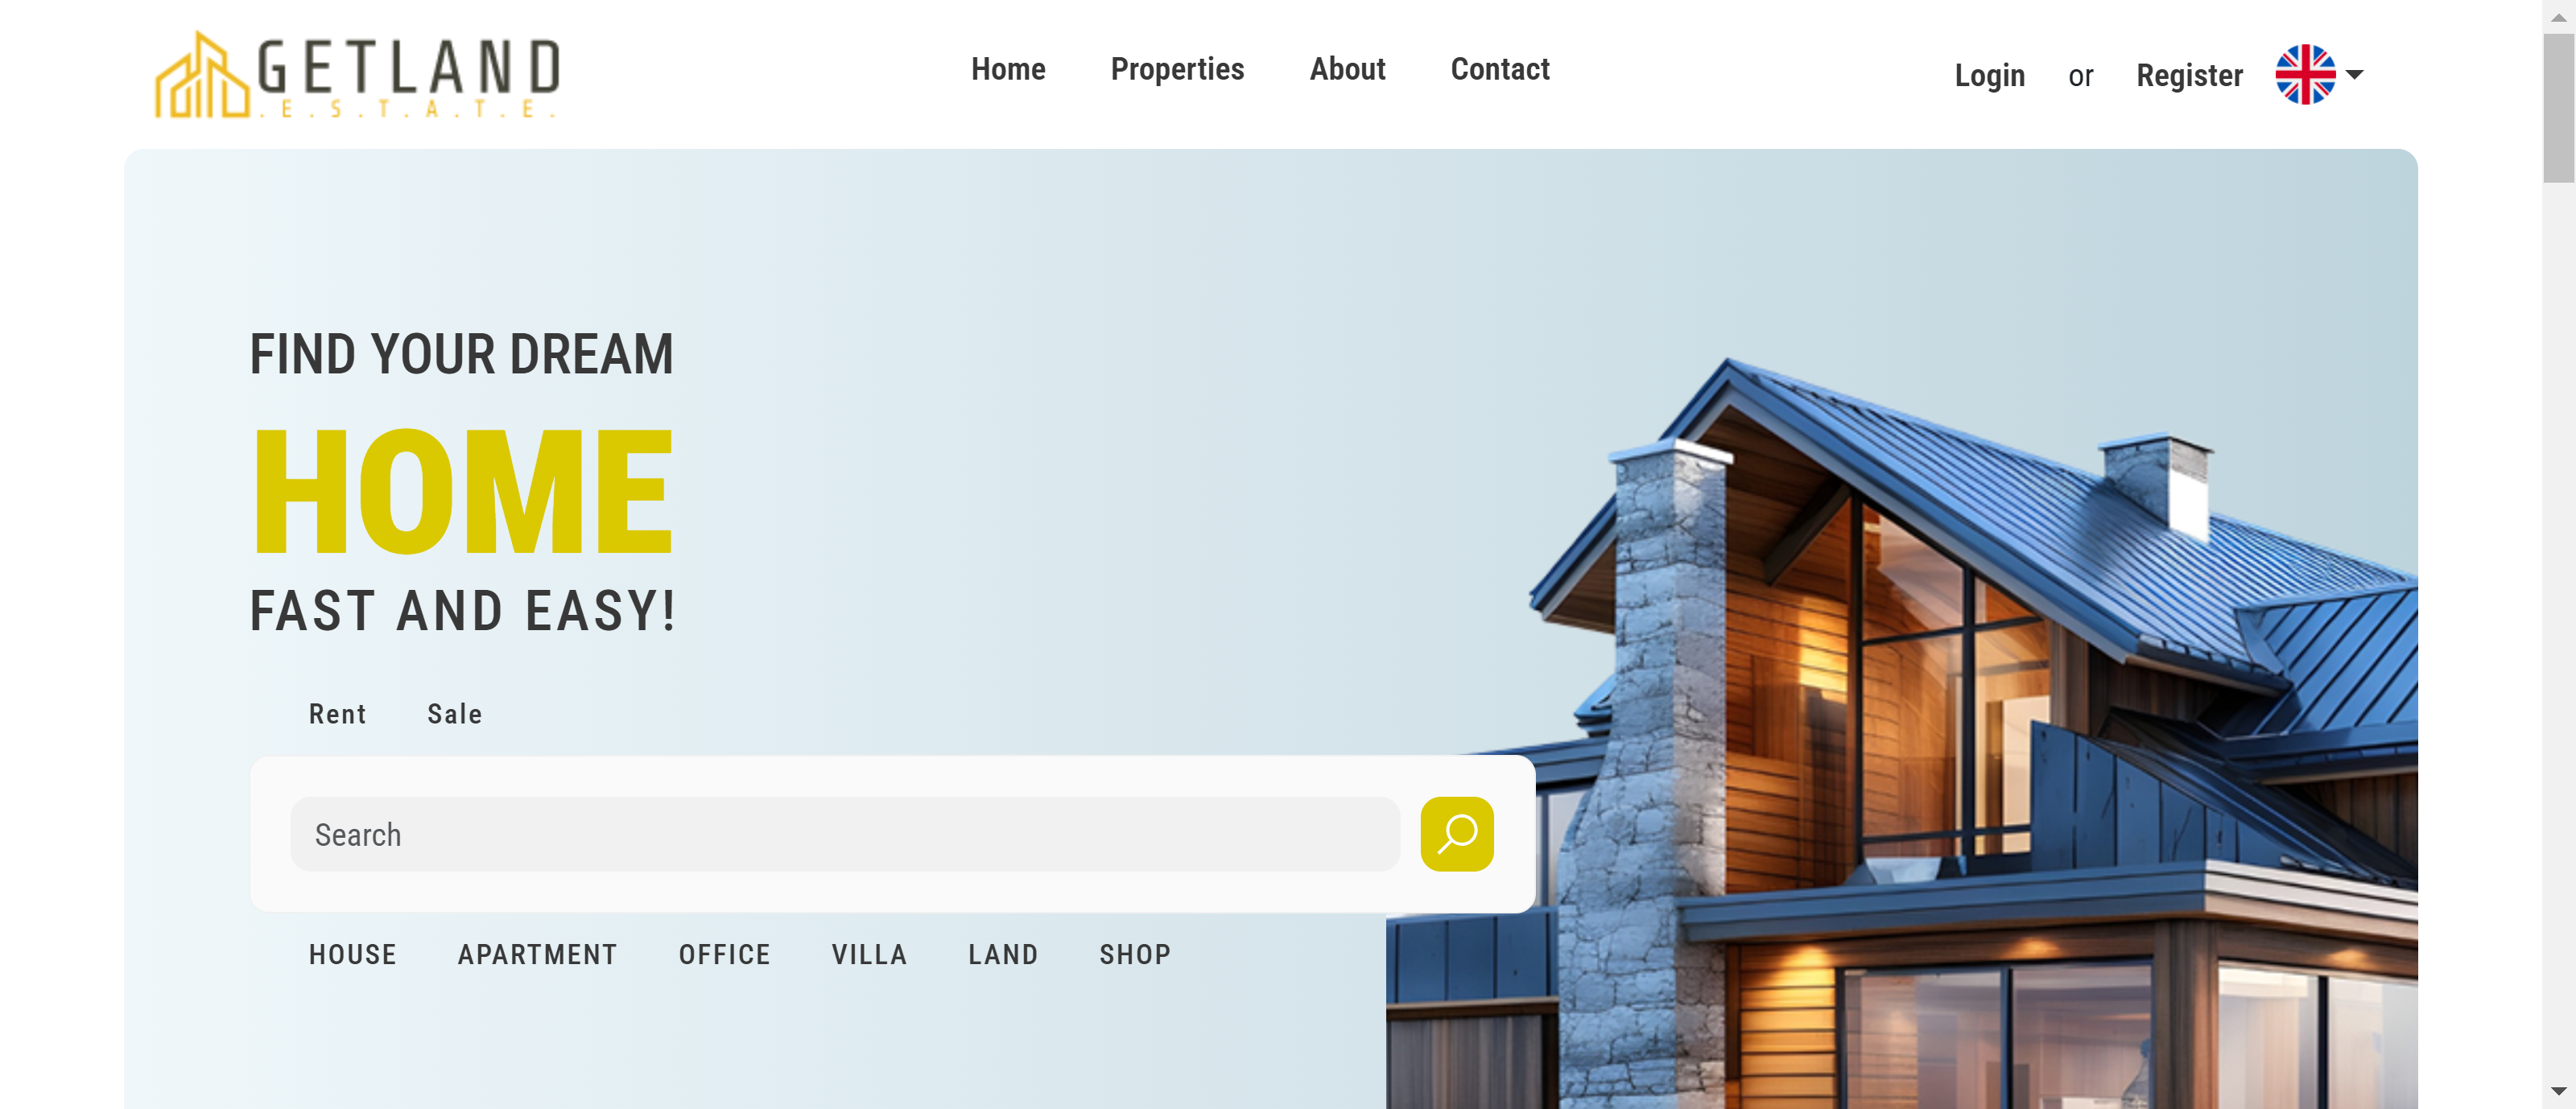 GETLAND
.E.S.T.A.T.E.
Home Properties About Contact
Login or Register
FIND YOUR DREAM
HOME
FAST AND EASY!
Rent Sale
Search
HOUSE APARTMENT OFFICE VILLA LAND SHOP